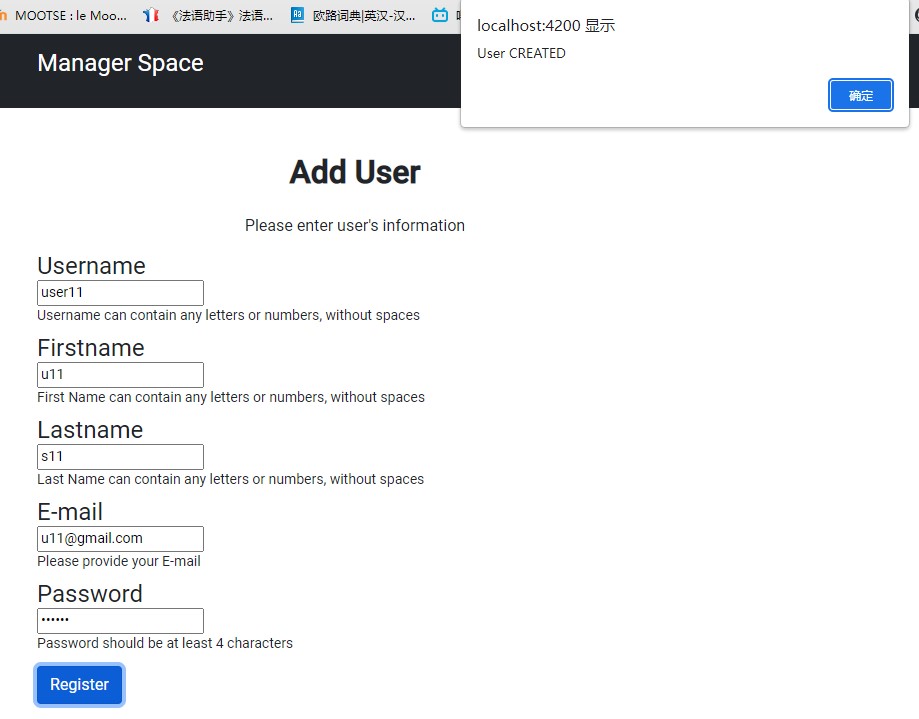 MOOTSE : le Moo...
《法语助手》法语...
欧路词典|英汉-汉...
localhost:4200 显示
User CREATED
确定
Manager Space
Add User
Please enter user's information
Username
user11
Username can contain any letters or numbers, without spaces
Firstname
u11
First Name can contain any letters or numbers, without spaces
Lastname
s11
Last Name can contain any letters or numbers, without spaces
E-mail
u11@gmail.com
Please provide your E-mail
Password
••••••
Password should be at least 4 characters
Register